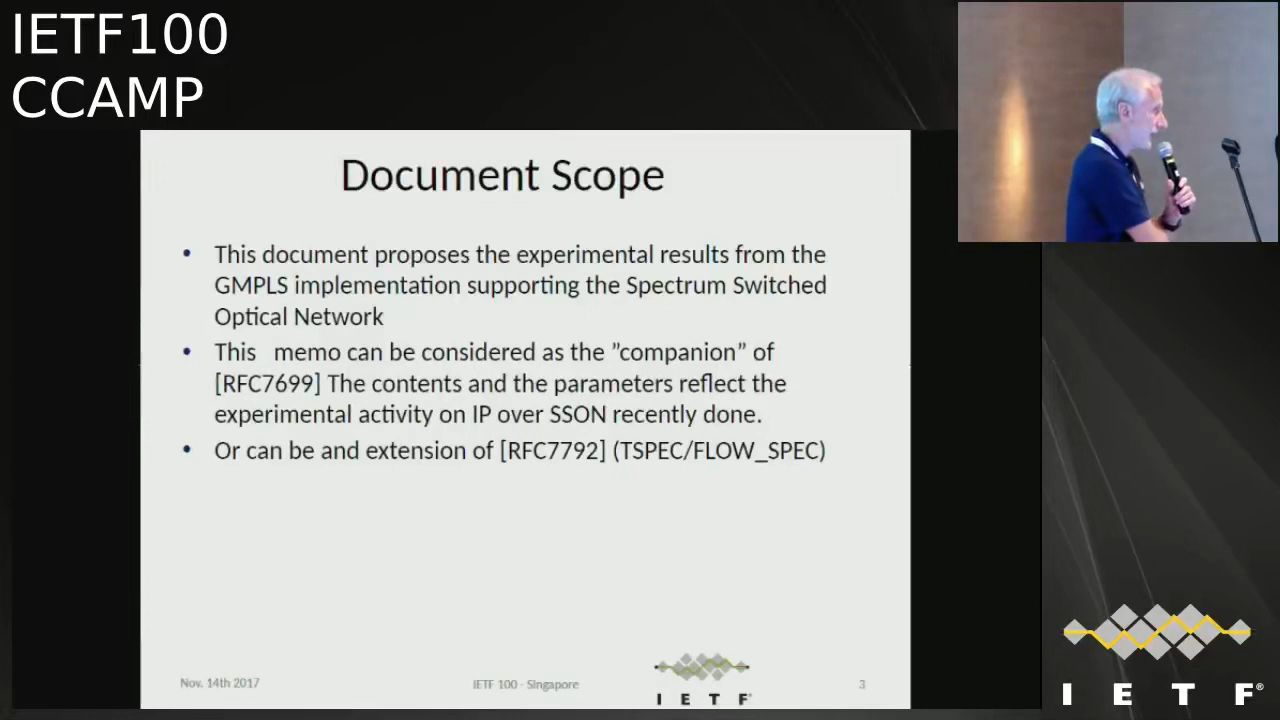 IETF100
CCAMP
Document Scope
• This document proposes the experimental results from the
GMPLS implementation supporting the Spectrum Switched
Optical Network
• This memo can be considered as the ”companion” of
[RFC7699] The contents and the parameters reflect the
experimental activity on IP over SSON recently done.
• Or can be and extension of [RFC7792] (TSPEC/FLOW_SPEC)
Nov. 14th 2017
IETF 100 - Singapore
I E T F
3
I E T F®